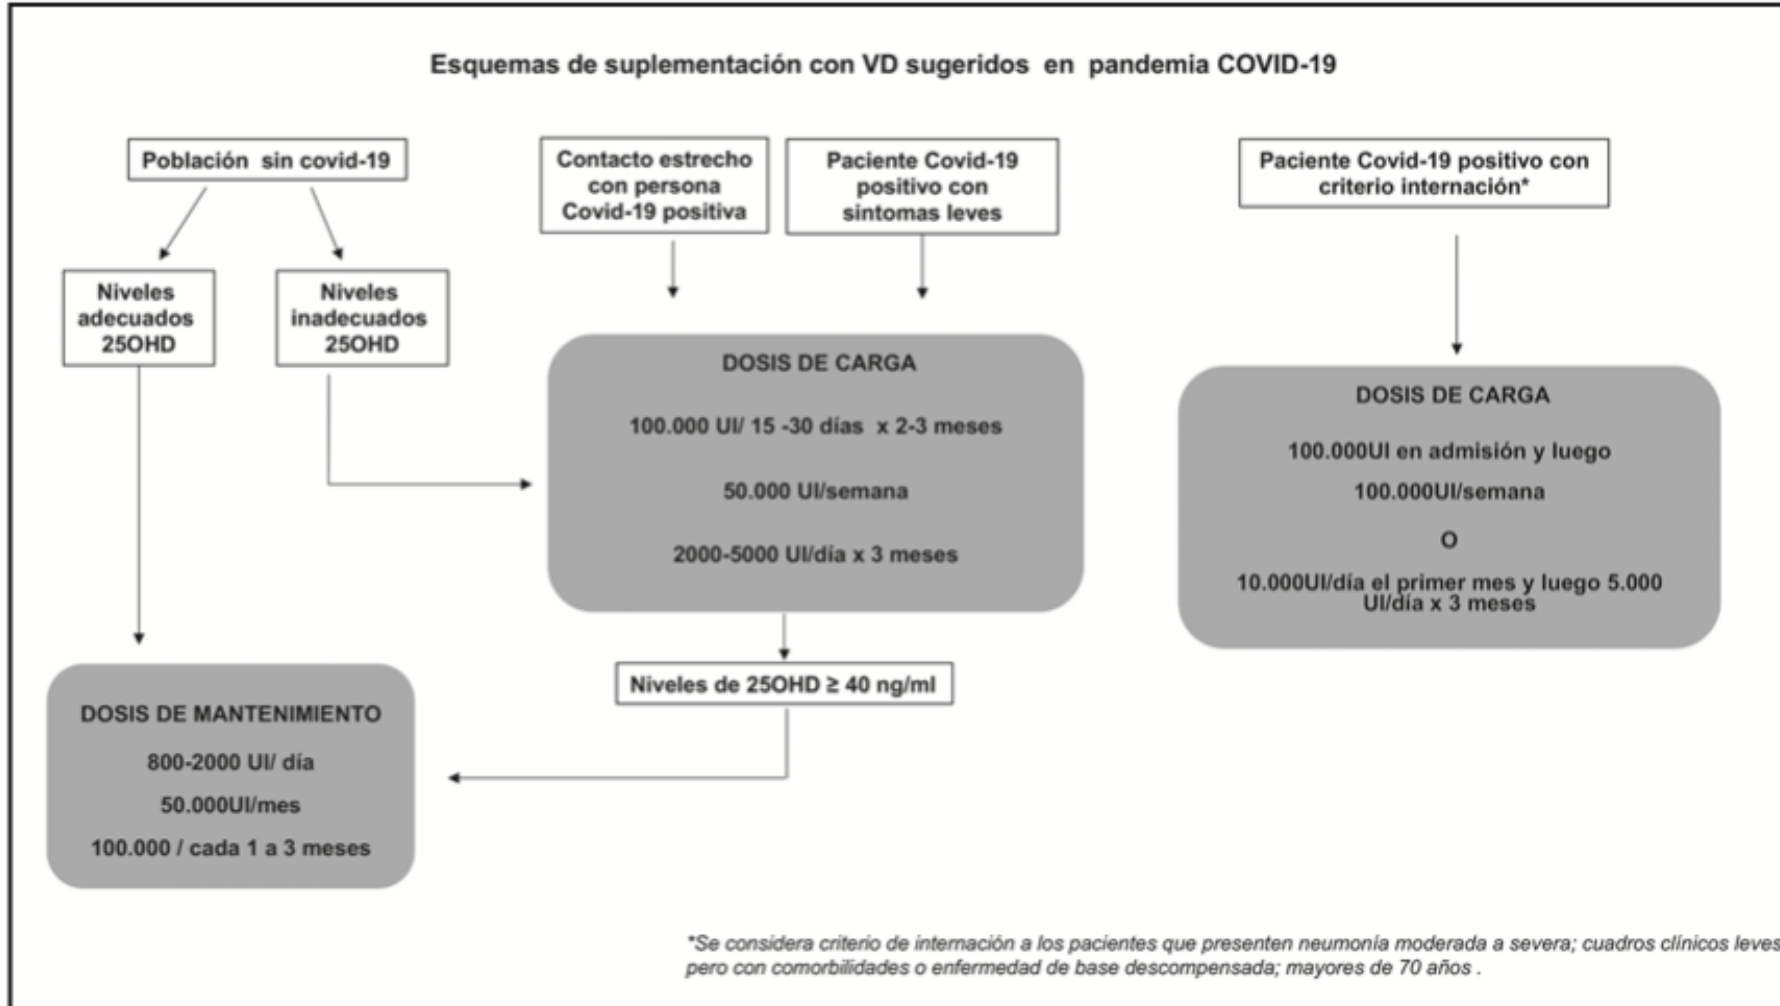 Esquemas de suplementación con VD sugeridos en pandemia COVID-19
Población sin covid-19
Contacto estrecho
con persona
Covid-19 positiva
Paciente Covid-19
positivo con
sintomas leves
Paciente Covid-19 positivo con
criterio internación*
Niveles
adecuados
25OHD
Niveles
inadecuados
25OHD
DOSIS DE CARGA
100.000 UI/ 15 -30 días x 2-3 meses
50.000 UI/semana
2000-5000 UI/día x 3 meses
DOSIS DE CARGA
100.000UI en admisión y luego
100.000UI/semana
O
10.000UI/día el primer mes y luego 5.000
UI/día x 3 meses
Niveles de 25OHD ≥ 40 ng/ml
DOSIS DE MANTENIMIENTO
800-2000 UI/ día
50.000UI/mes
100.000 / cada 1 a 3 meses
*Se considera criterio de internación a los pacientes que presenten neumonía moderada a severa; cuadros clínicos leves
pero con comorbilidades o enfermedad de base descompensada; mayores de 70 años .